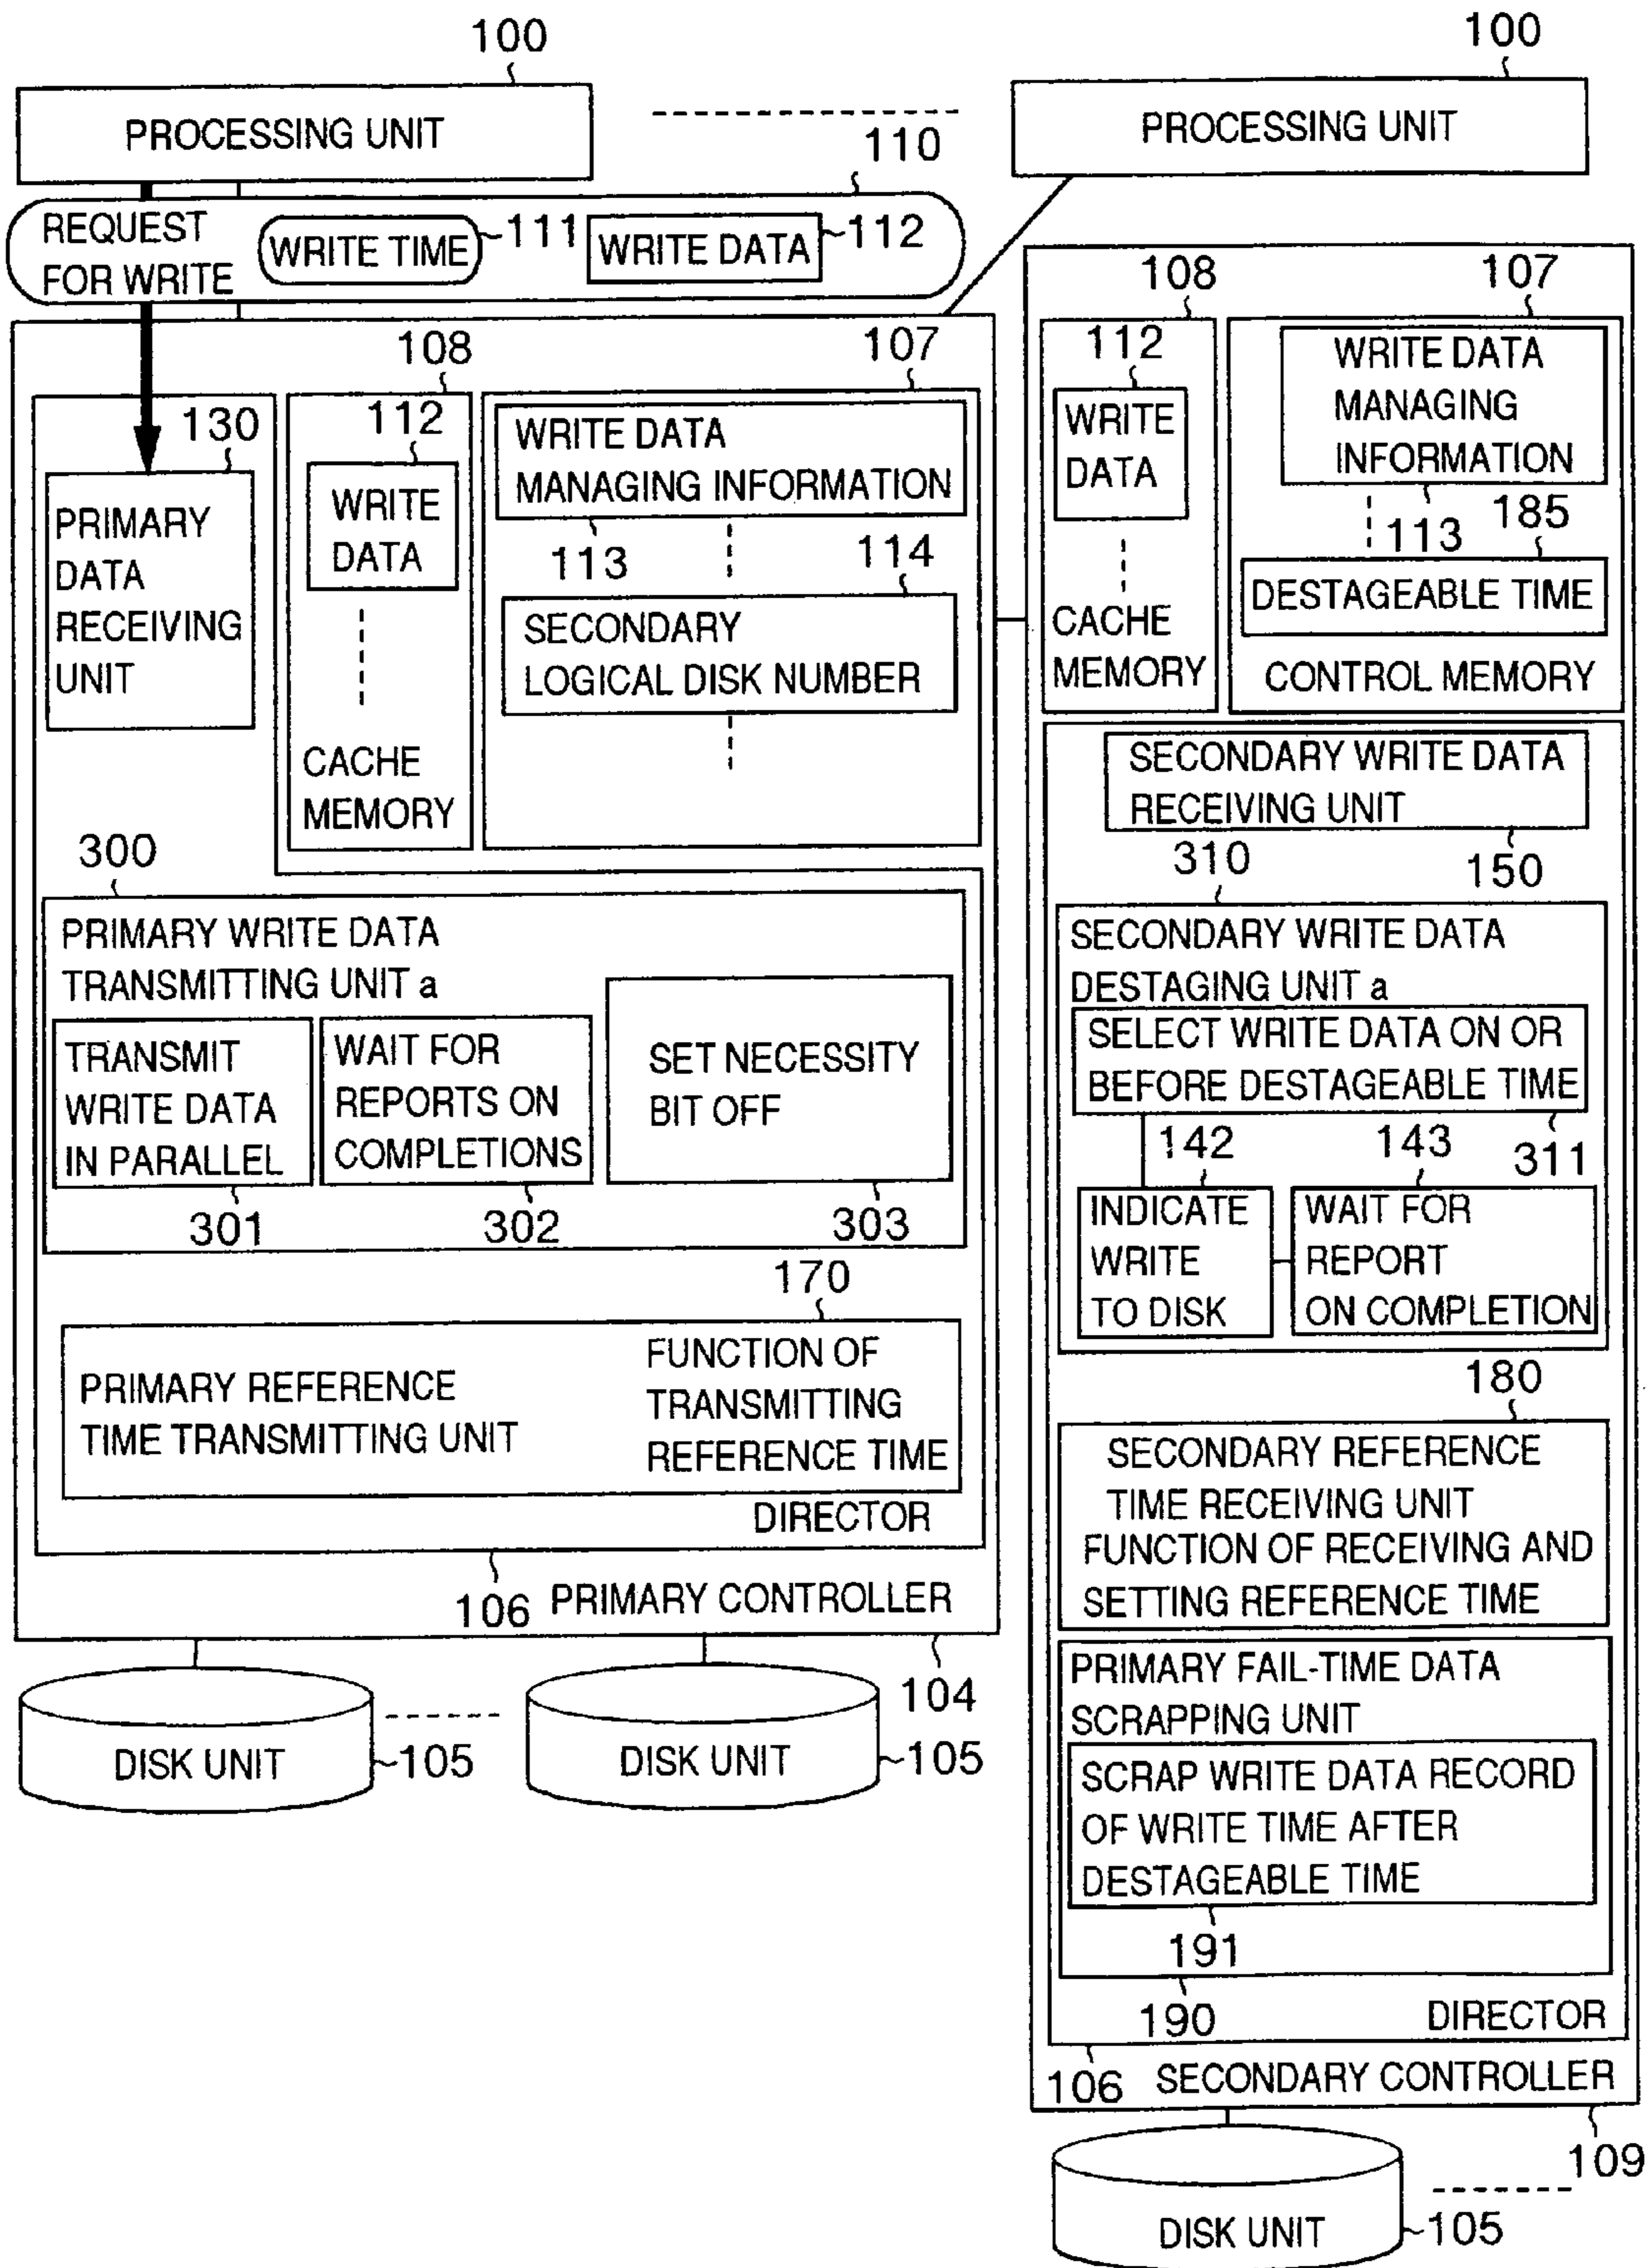 100
100
PROCESSING UNIT
PROCESSING UNIT
110
REQUEST
FOR WRITE
WRITE TIME
111
WRITE DATA
112
108
107
130
PRIMARY
DATA
RECEIVING
UNIT
112
WRITE
DATA
CACHE
MEMORY
WRITE DATA
MANAGING INFORMATION
113
114
SECONDARY
LOGICAL DISK NUMBER
300
PRIMARY WRITE DATA
TRANSMITTING UNIT a
TRANSMIT
WRITE DATA
IN PARALLEL
WAIT FOR
REPORTS ON
COMPLETIONS
SET NECESSITY
BIT OFF
301
302
303
170
PRIMARY REFERENCE
TIME TRANSMITTING UNIT
FUNCTION OF
TRANSMITTING
REFERENCE TIME
DIRECTOR
106
PRIMARY CONTROLLER
104
DISK UNIT
105
DISK UNIT
105
108
107
112
WRITE
DATA
CACHE
MEMORY
WRITE DATA
MANAGING
INFORMATION
113
185
DESTAGEABLE TIME
CONTROL MEMORY
SECONDARY WRITE DATA
RECEIVING UNIT
310
150
SECONDARY WRITE DATA
DESTAGING UNIT a
SELECT WRITE DATA ON OR
BEFORE DESTAGEABLE TIME
142
143
311
INDICATE
WRITE
TO DISK
WAIT FOR
REPORT
ON COMPLETION
180
SECONDARY REFERENCE
TIME RECEIVING UNIT
FUNCTION OF RECEIVING AND
SETTING REFERENCE TIME
PRIMARY FAIL-TIME DATA
SCRAPPING UNIT
SCRAP WRITE DATA RECORD
OF WRITE TIME AFTER
DESTAGEABLE TIME
191
190
DIRECTOR
106
SECONDARY CONTROLLER
109
DISK UNIT
105